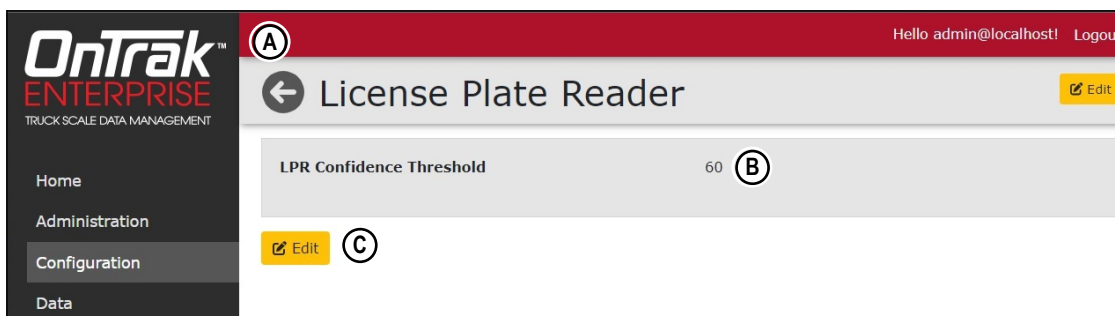 OnTrak™
ENTERPRISE
TRUCK SCALE DATA MANAGEMENT
Home
Administration
Configuration
Data
A
Hello admin@localhost! Logou
License Plate Reader
Edit
LPR Confidence Threshold 60 B
Edit C